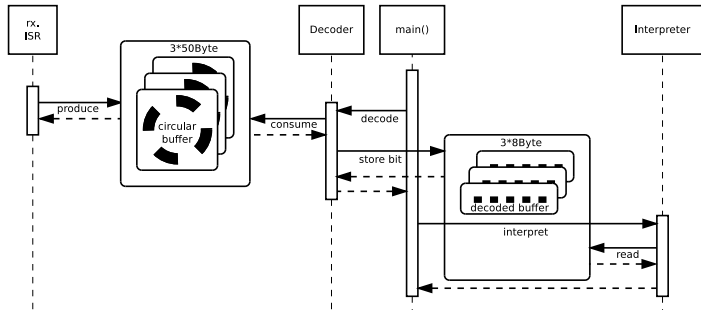 rx.
ISR
Decoder
main()
Interpreter
3*50Byte
produce
circular
buffer
consume
decode
store bit
3*8Byte
decoded buffer
interpret
read